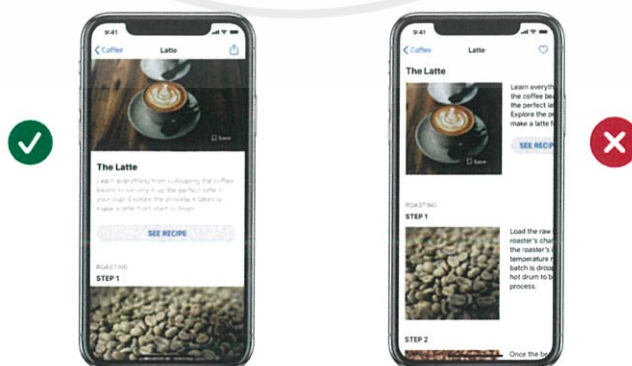 9:41
Coffee
Latte
Save
The Latte
Learn everything from cultivating the coffee
beans to serving it up the perfect latte in
your cup! Explore the process it takes to
make a latte from start to finish.
SEE RECIPE
ROASTING
STEP 1
9:41
Coffee
Latte
The Latte
Learn everyth
the coffee be
the perfect la
Explore the p
make a latte f
Save
SEE RECIP
ROASTING
STEP 1
Load the raw
roaster's char
the roaster's
temperature
batch is drop
hot drum to b
process.
STEP 2
Once the be